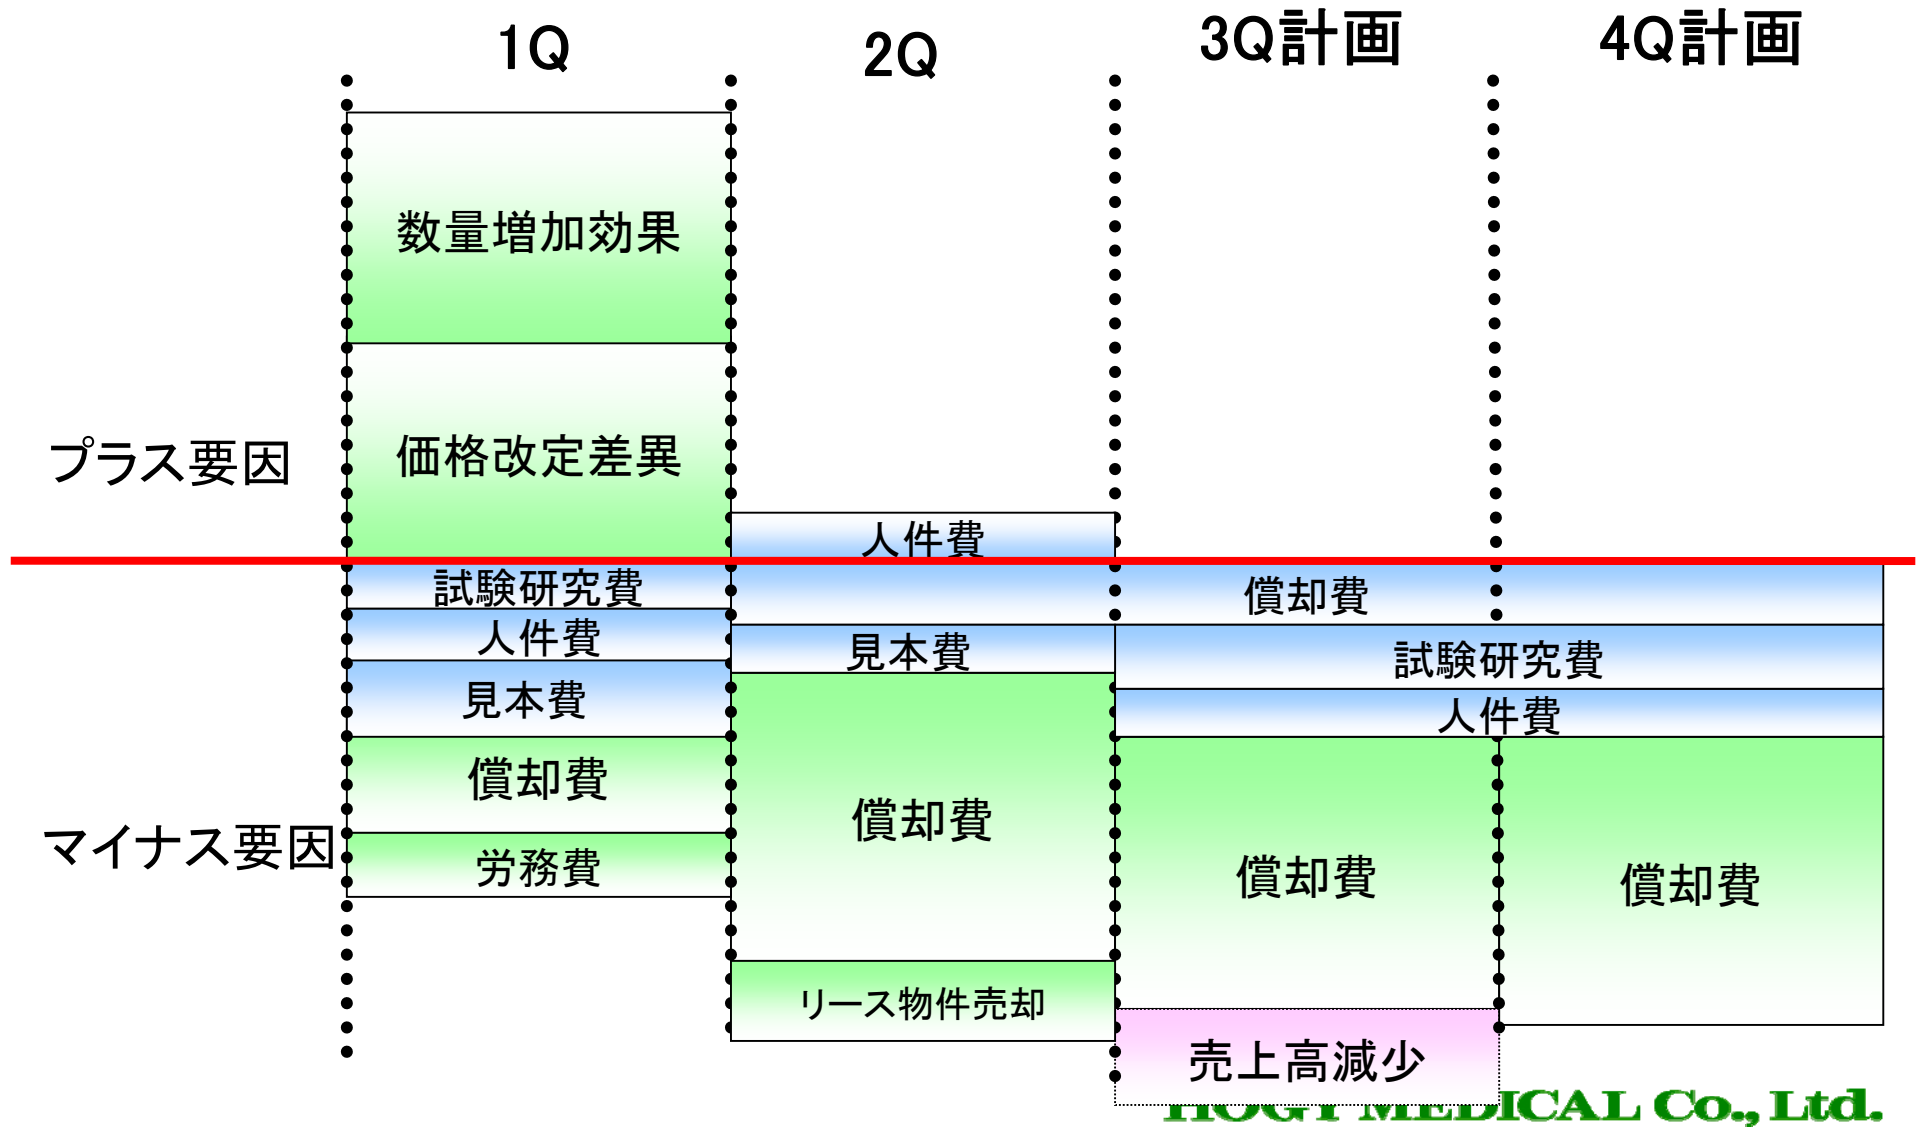 1Q
2Q
3Q計画
4Q計画
数量増加効果
プラス要因
価格改定差異
人件費
試験研究費
人件費
見本費
償却費
労務費
マイナス要因
見本費
償却費
リース物件売却
償却費
試験研究費
人件費
償却費
償却費
売上高減少
HOGY MEDICAL Co., Ltd.